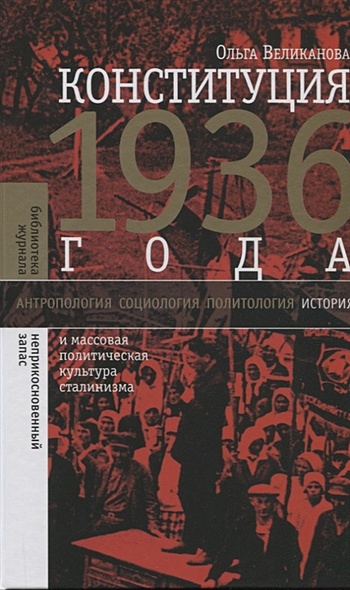 Ольга Великанова
КОНСТИТУЦИЯ
1936
ГОДА
библиотека
журнала
неприкосновенный
запас
АНТРОПОЛОГИЯ СОЦИОЛОГИЯ ПОЛИТОЛОГИЯ ИСТОРИЯ
и массовая
политическая
культура
сталинизма